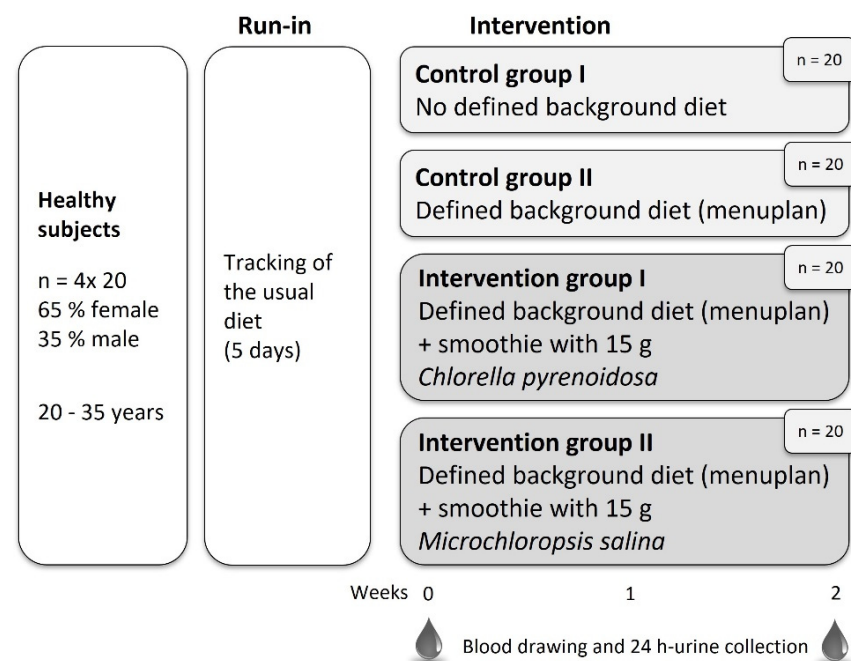 Run-in
Intervention
Healthy
subjects
n = 4x 20
65 % female
35 % male
20 - 35 years
Tracking of
the usual
diet
(5 days)
n = 20
Control group I
No defined background diet
n = 20
Control group II
Defined background diet (menuplan)
n = 20
Intervention group I
Defined background diet (menuplan)
+ smoothie with 15 g
Chlorella pyrenoidosa
n = 20
Intervention group II
Defined background diet (menuplan)
+ smoothie with 15 g
Microchloropsis salina
Weeks 0 1 2
Blood drawing and 24 h-urine collection